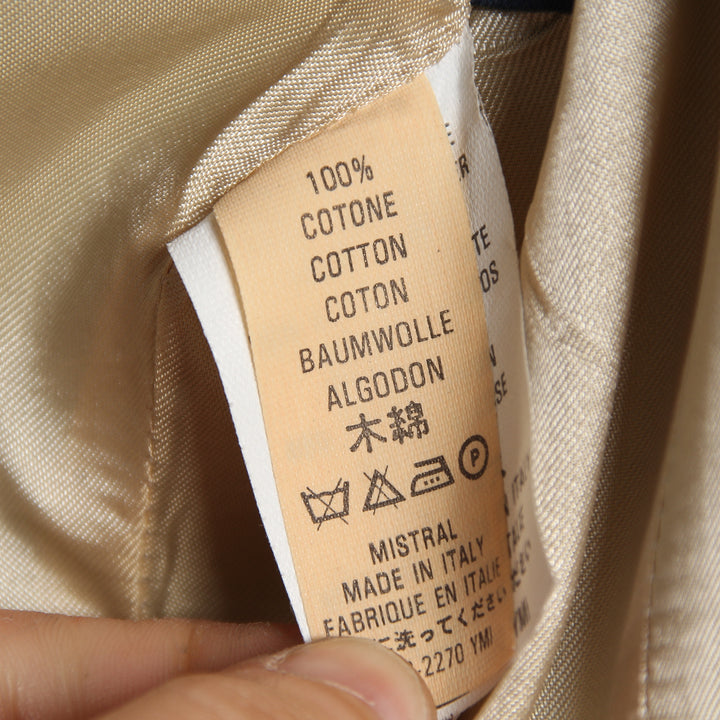 100%
COTONE
COTTON
COTON
BAUMWOLLE
ALGODON
木綿
P
MISTRAL
MADE IN ITALY
FABRIQUE EN ITALIE
に洗ってください
-2270 YMI